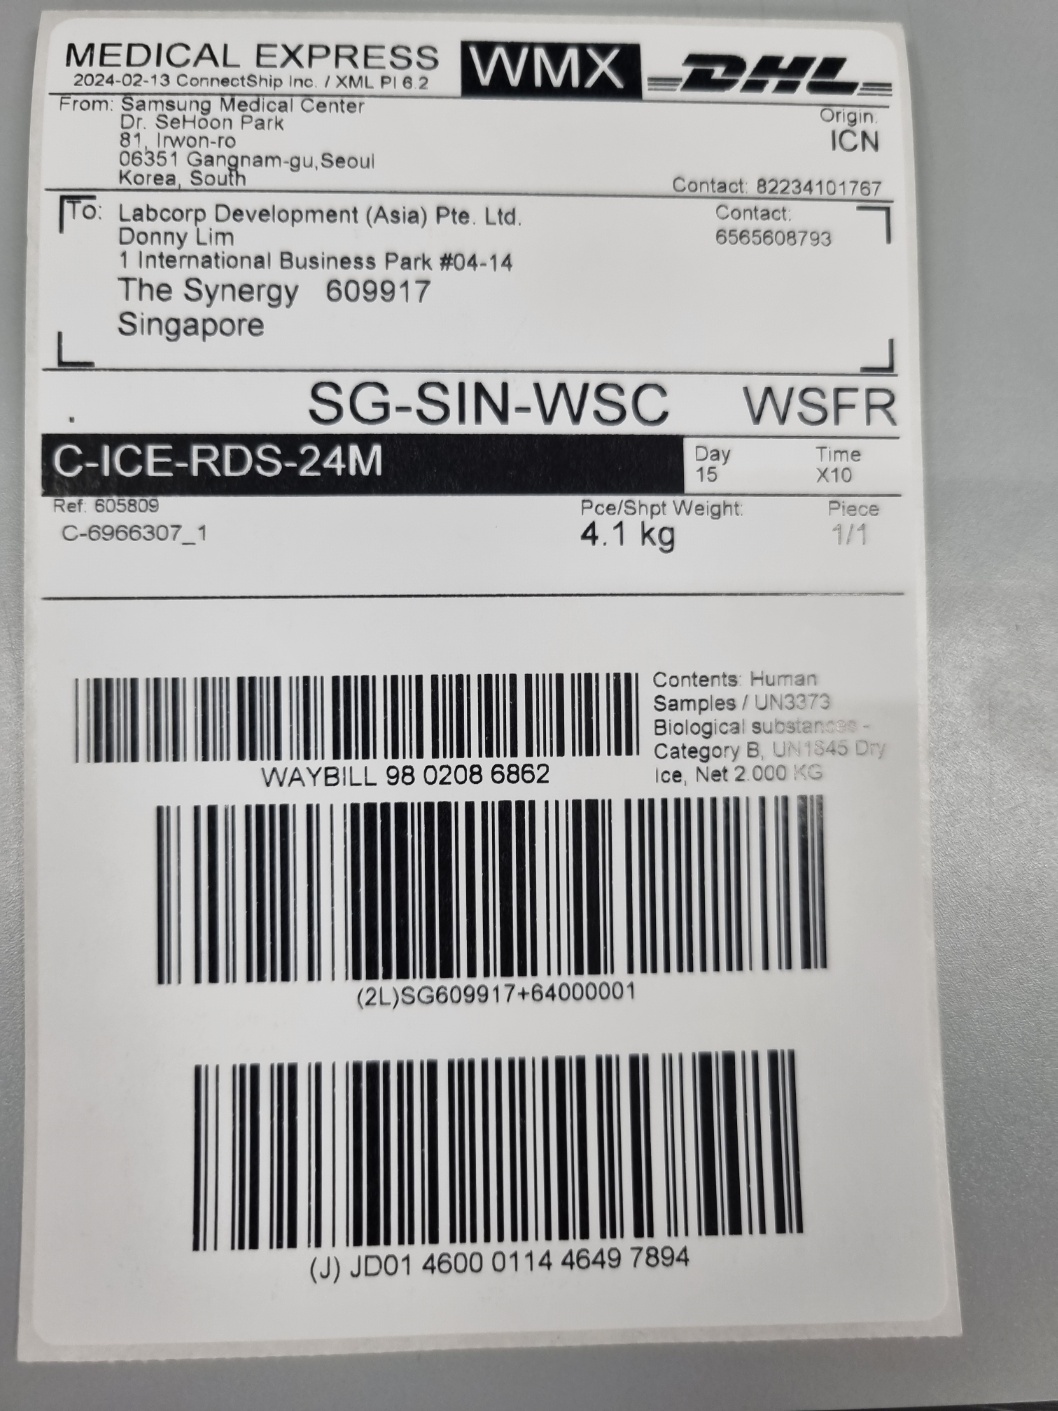 MEDICAL EXPRESS WMX DHL
2024-02-13 ConnectShip Inc. / XML PI 6.2
From: Samsung Medical Center
Dr. SeHoon Park
81, Irwon-ro
06351 Gangnam-gu,Seoul
Korea, South
Origin:
ICN
Contact: 82234101767
To: Labcorp Development (Asia) Pte. Ltd.
Donny Lim
1 International Business Park #04-14
The Synergy 609917
Singapore
Contact:
6565608793
SG-SIN-WSC WSFR
C-ICE-RDS-24M
Day
15
Time
X10
Ref: 605809
C-6966307_1
Pce/Shpt Weight:
4.1 kg
Piece
1/1
Contents: Human
Samples / UN3373
Biological substances -
Category B, UN1845 Dry
Ice, Net 2.000 KG
WAYBILL 98 0208 6862
(2L)SG609917+64000001
(J) JD01 4600 0114 4649 7894